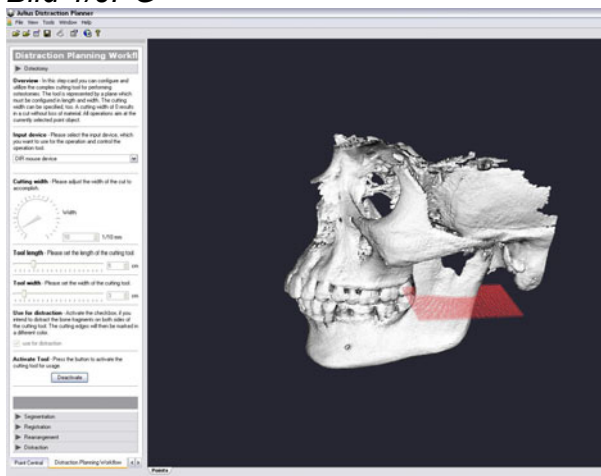 Bild 1.JPG
Julius Distraction Planner
File View Tools Window Help
Distraction Planning Workfl
Osteotomy
Overview - In this step-card you can configure and
utilize the complex cutting tool for performing
osteotomies. The tool is represented by a plane which
must be configured in length and width. The cutting
width can be specified, too. A cutting width of 0 results
in a cut without loss of material. All operations aim at the
currently selected point object.
Input device - Please select the input device, which
you want to use for the operation and control the
operation tool.
Cutting width - Please adjust the width of the cut to
accomplish.
Width:
1/10 mm
Tool length - Please set the length of the cutting tool.
cm
Tool width - Please set the width of the cutting tool.
cm
Use for distraction - Activate the checkbox, if you
intend to distract the bone fragments on both sides of
the cutting tool. The cutting edges will then be marked in
a different color.
use for distraction
Activate Tool - Press the button to activate the
cutting tool for usage.
Deactivate
Segmentation
Registration
Rearrangement
Distraction
Point Central Distraction Planning Workflow
Points